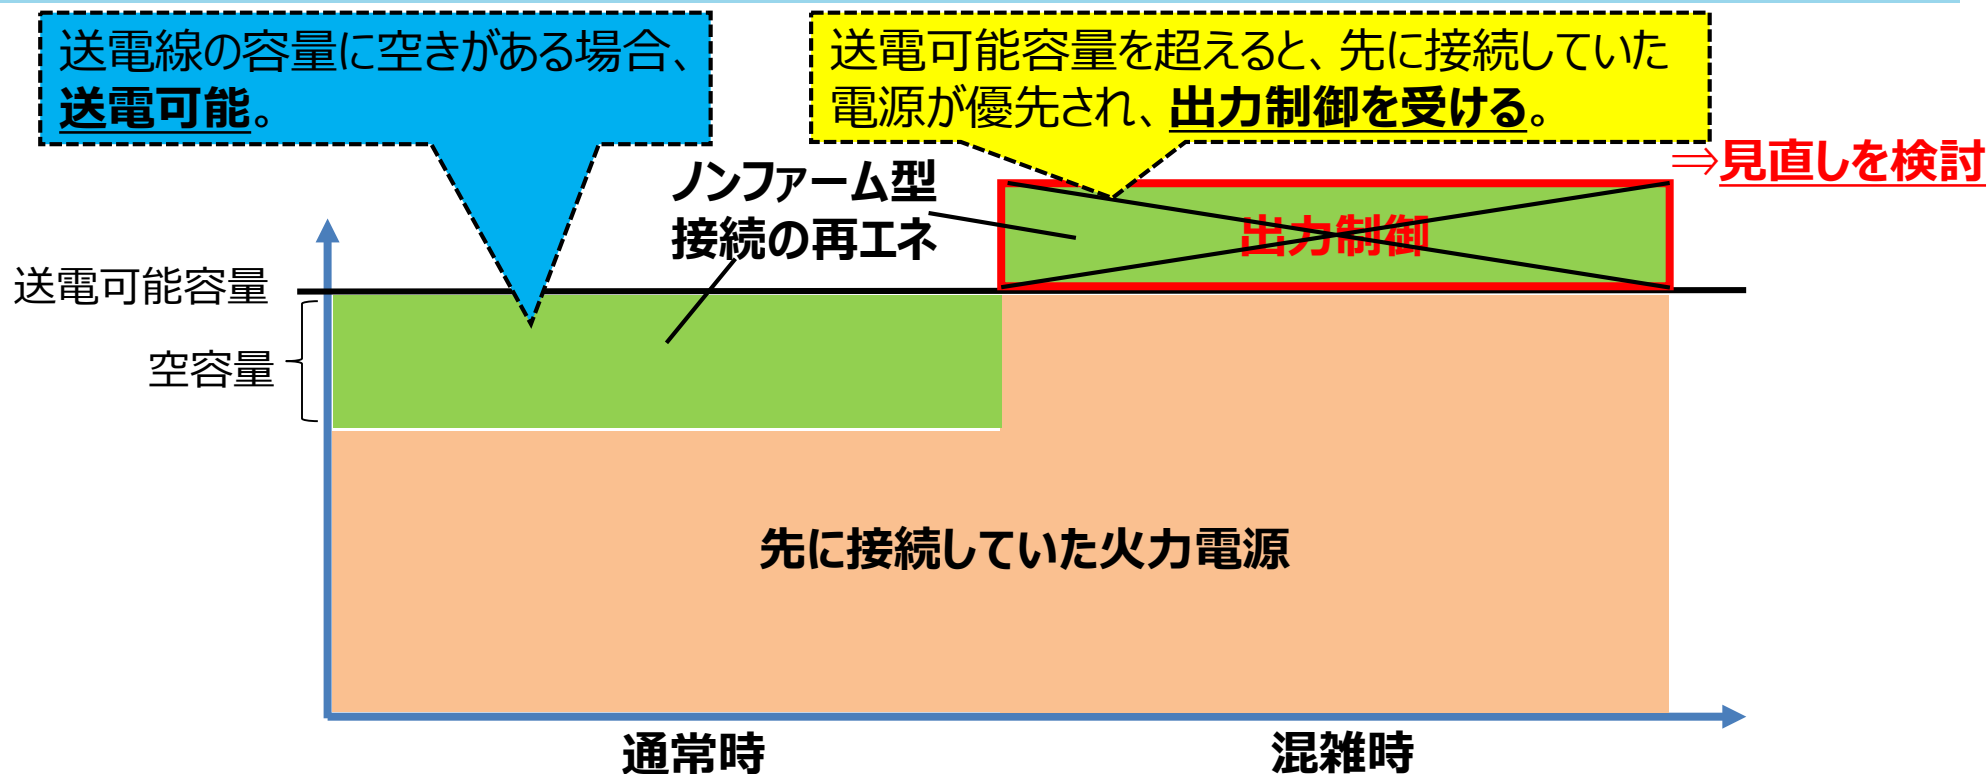 送電線の容量に空きがある場合、
送電可能。
送電可能容量を超えると、先に接続していた
電源が優先され、出力制御を受ける。
⇒見直しを検討
ノンファーム型
接続の再エネ
出力制御
送電可能容量
空容量
先に接続していた火力電源
通常時
混雑時